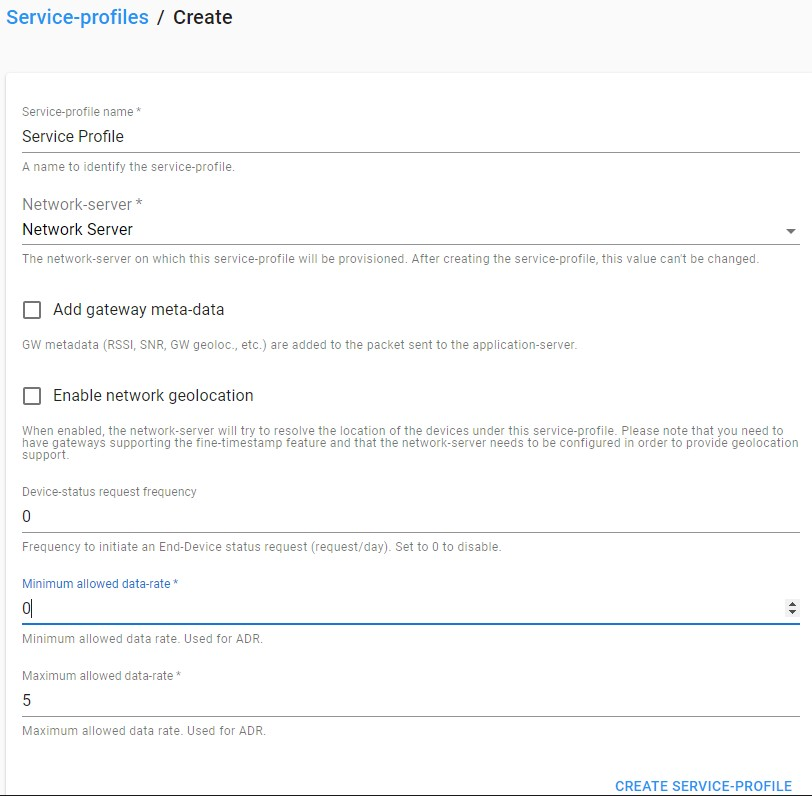 Service-profiles / Create
Service-profile name *
Service Profile
A name to identify the service-profile.
Network-server *
Network Server
The network-server on which this service-profile will be provisioned. After creating the service-profile, this value can't be changed.
Add gateway meta-data
GW metadata (RSSI, SNR, GW geoloc., etc.) are added to the packet sent to the application-server.
Enable network geolocation
When enabled, the network-server will try to resolve the location of the devices under this service-profile. Please note that you need to
have gateways supporting the fine-timestamp feature and that the network-server needs to be configured in order to provide geolocation
support.
Device-status request frequency
0
Frequency to initiate an End-Device status request (request/day). Set to 0 to disable.
Minimum allowed data-rate *
0
Minimum allowed data rate. Used for ADR.
Maximum allowed data-rate *
5
Maximum allowed data rate. Used for ADR.
CREATE SERVICE-PROFILE